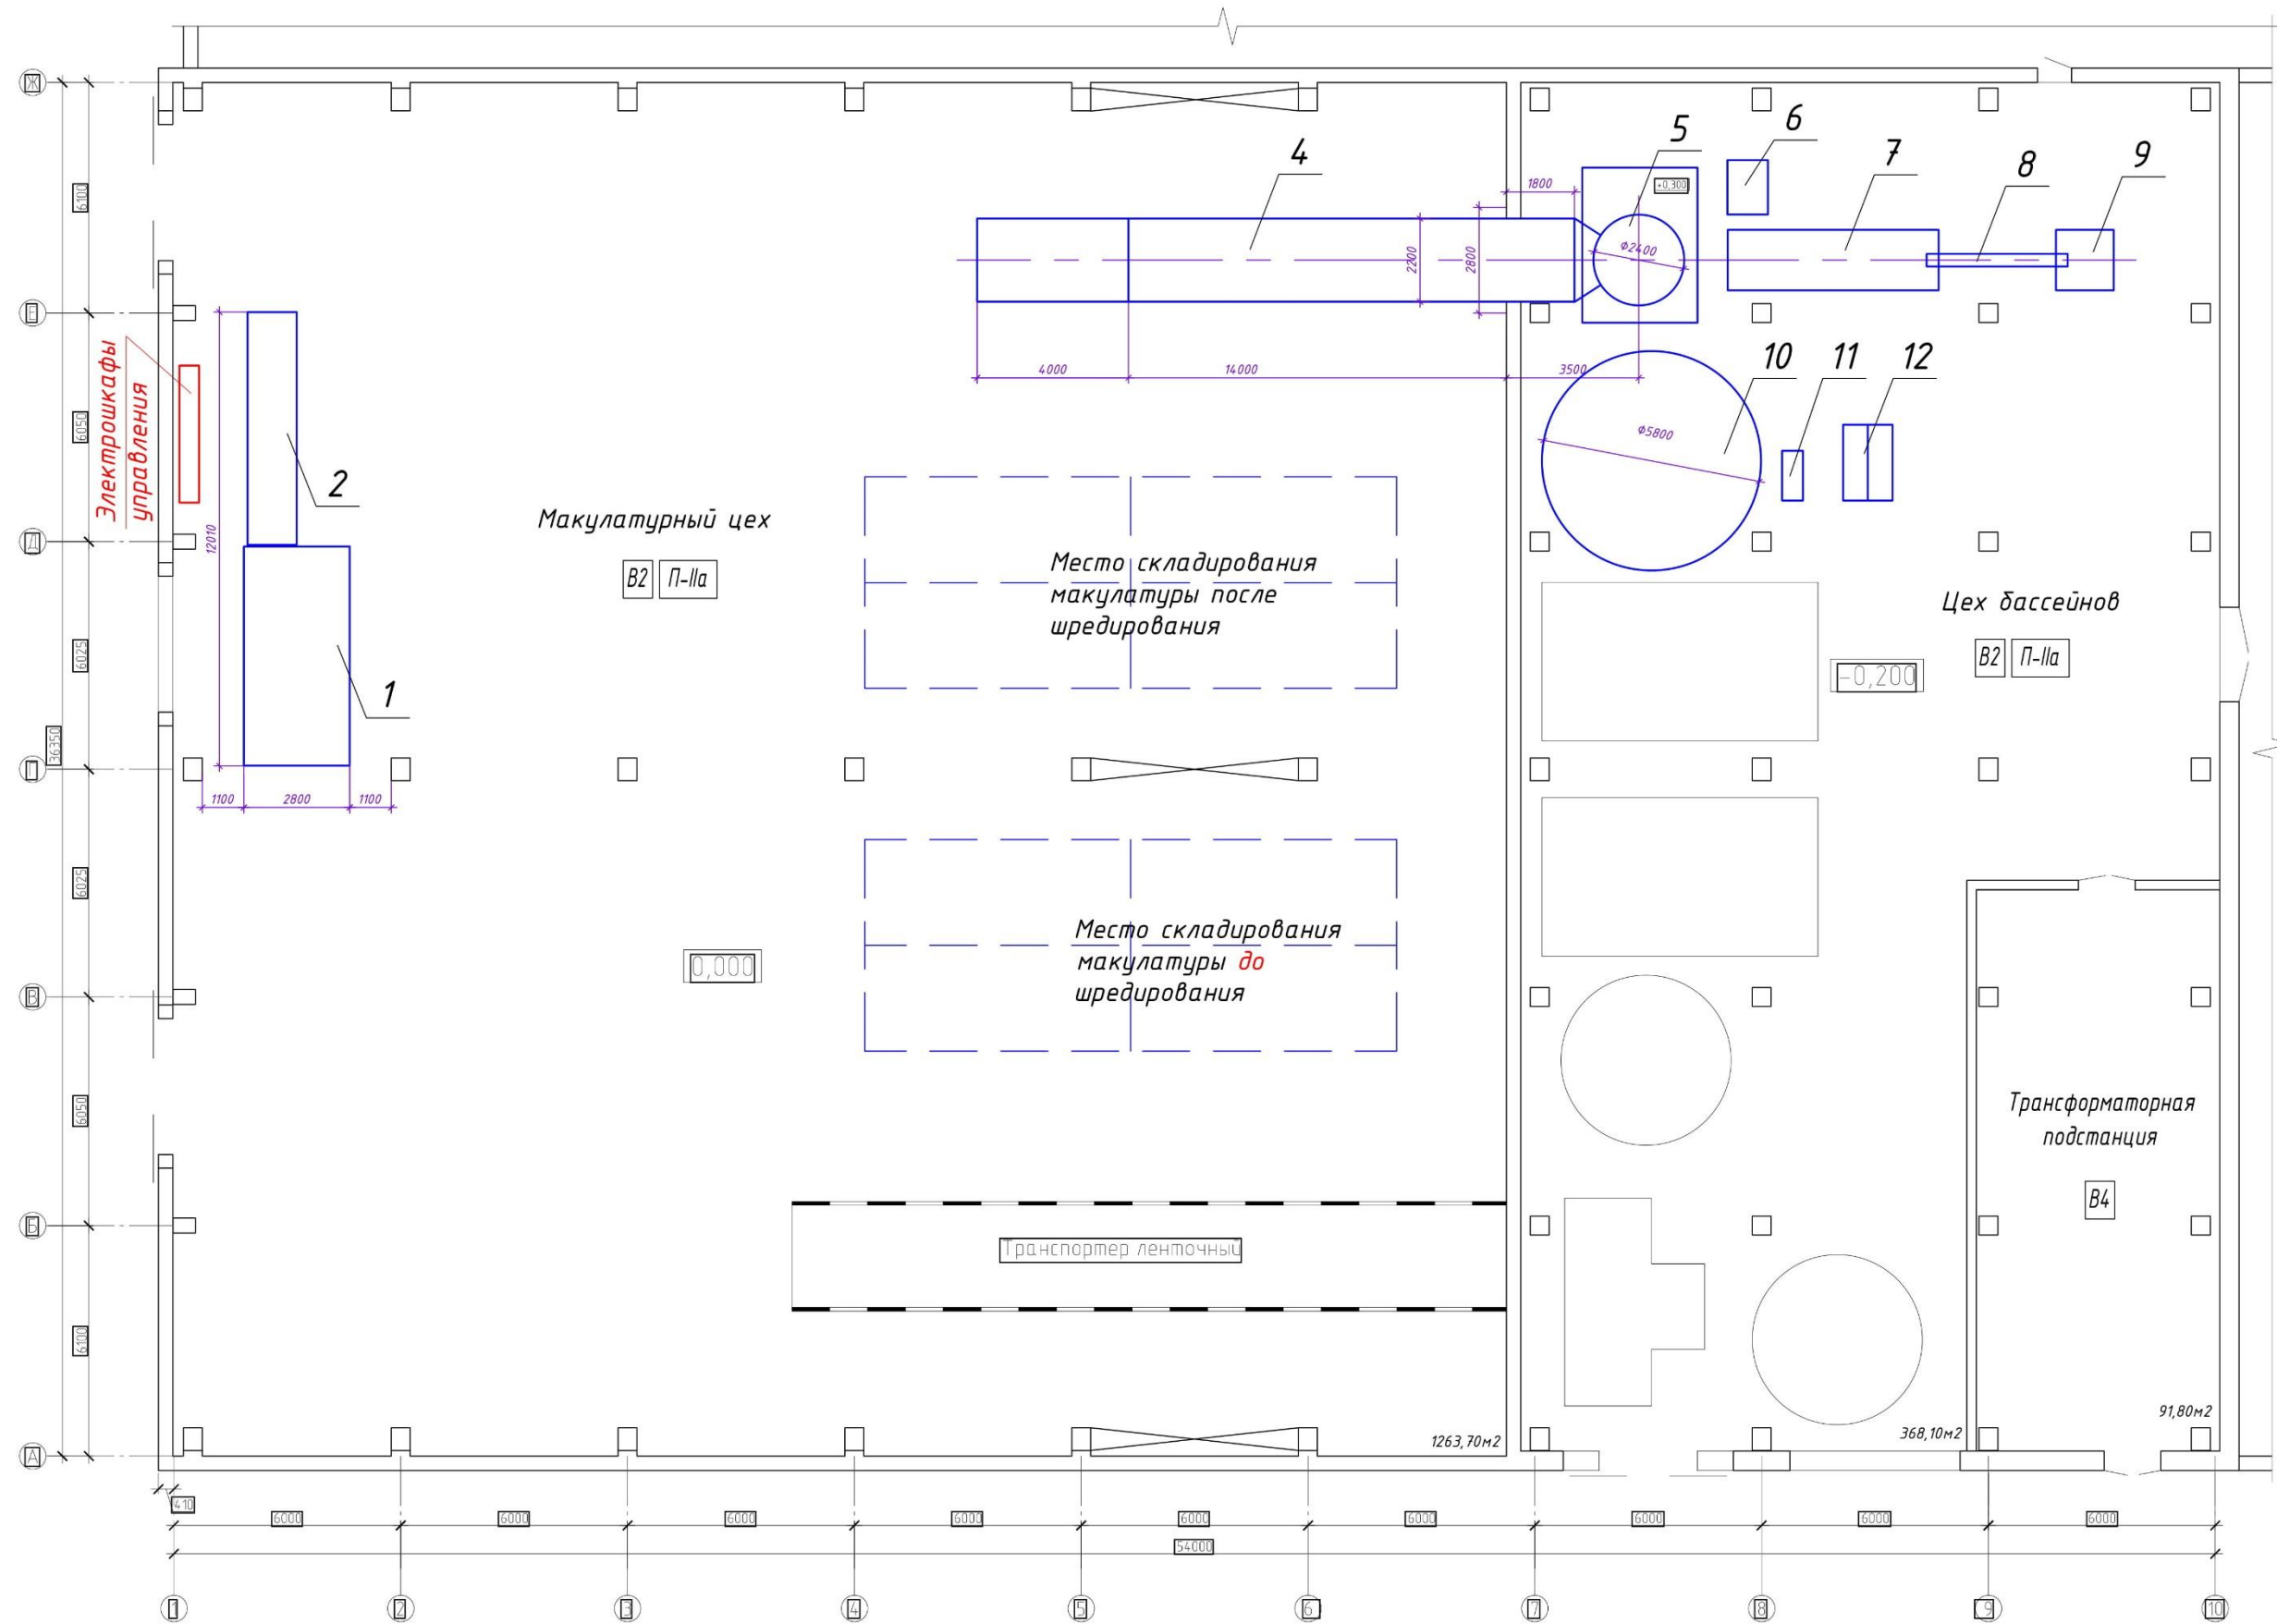 Ж
Е
Д
Г
В
Б
А
6100
6050
6025
6025
6050
6100
36350
Электрошкафы
управления
12010
2
1
1100
2800
1100
Макулатурный цех
В2
П-IIа
4
5
6
7
8
9
+0,300
1800
2200
2800
Φ2400
4000
14000
3500
10
11
12
Φ5800
Место складирования
макулатуры после
шредирования
Цех бассейнов
В2
П-IIа
-0,200
Место складирования
макулатуры до
шредирования
0,000
Транспортер ленточный
Трансформаторная
подстанция
В4
1263,70м2
368,10м2
91,80м2
410
6000
6000
6000
6000
6000
6000
6000
6000
6000
54000
1
2
3
4
5
6
7
8
9
10